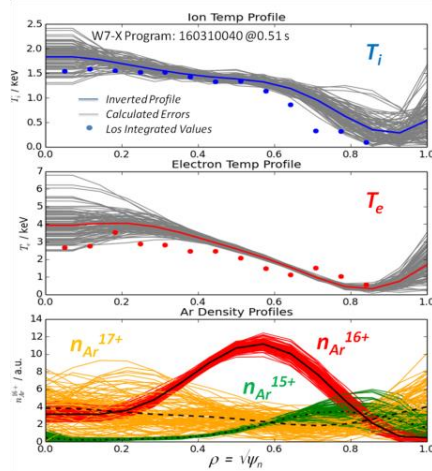 Ion Temp Profile
W7-X Program: 160310040 @0.51 s
T_i
T_i / keV
2.5
2.0
1.5
1.0
0.5
0.0
Inverted Profile
Calculated Errors
Los Integrated Values
0.0 0.2 0.4 0.6 0.8 1.0
Electron Temp Profile
T_e
/ keV
7
6
5
4
3
2
1
0
0.0 0.2 0.4 0.6 0.8 1.0
Ar Density Profiles
n_Ar^17+
n_Ar^16+
n_Ar^15+
/ a.u.
14
12
10
8
6
4
2
0
0.0 0.2 0.4 0.6 0.8 1.0
ρ = √ψ_n